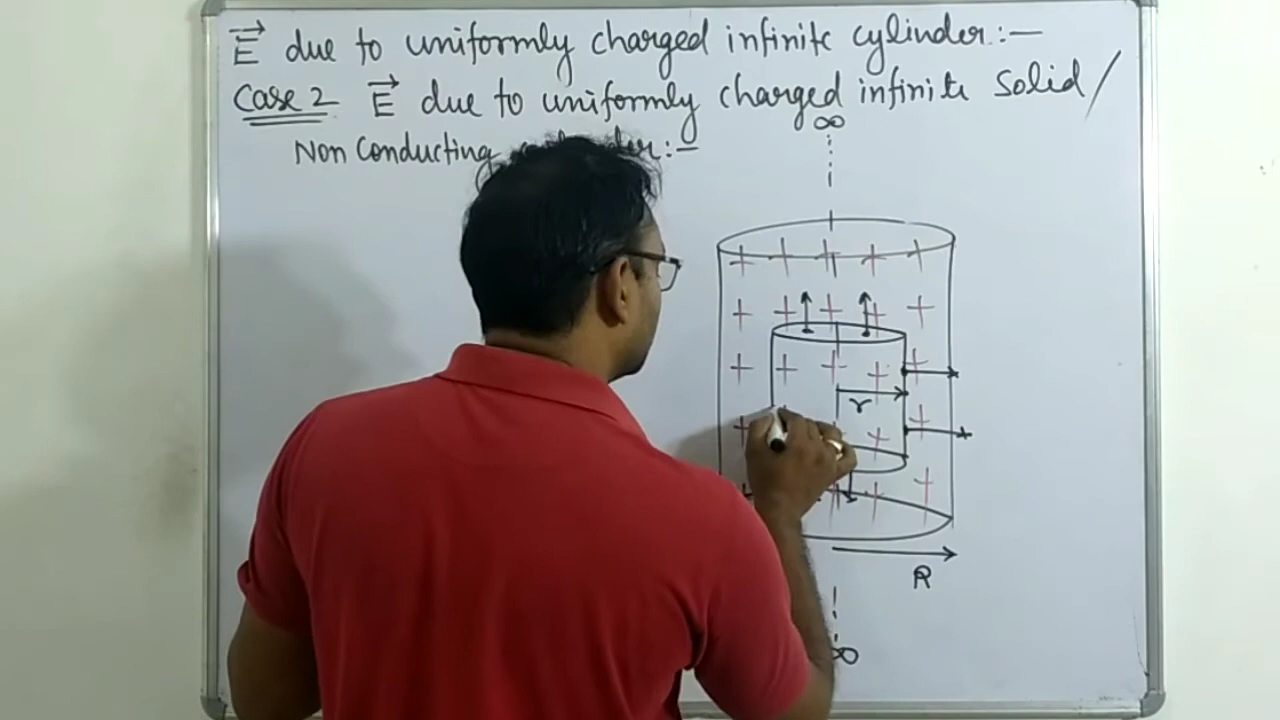 E due to uniformly charged infinite cylinder:—
Case 2 E due to uniformly charged infinite Solid /
Non Conducting :—
∞
r
R
∞